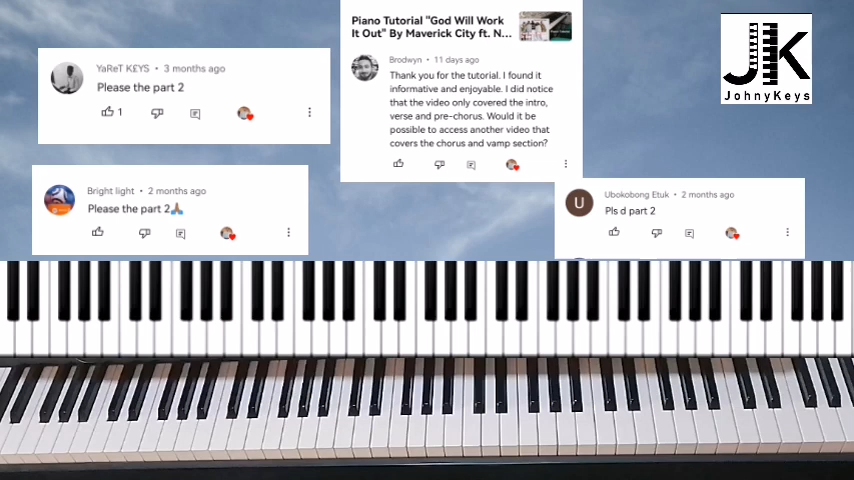 Piano Tutorial "God Will Work
It Out" By Maverick City ft. N...
Brodwyn • 11 days ago
Thank you for the tutorial. I found it
informative and enjoyable. I did notice
that the video only covered the intro,
verse and pre-chorus. Would it be
possible to access another video that
covers the chorus and vamp section?
YaReT K£YS • 3 months ago
Please the part 2
1
Bright light • 2 months ago
Please the part 2🙏🏽
U
Ubokobong Etuk • 2 months ago
Pls d part 2
JK
JohnyKeys